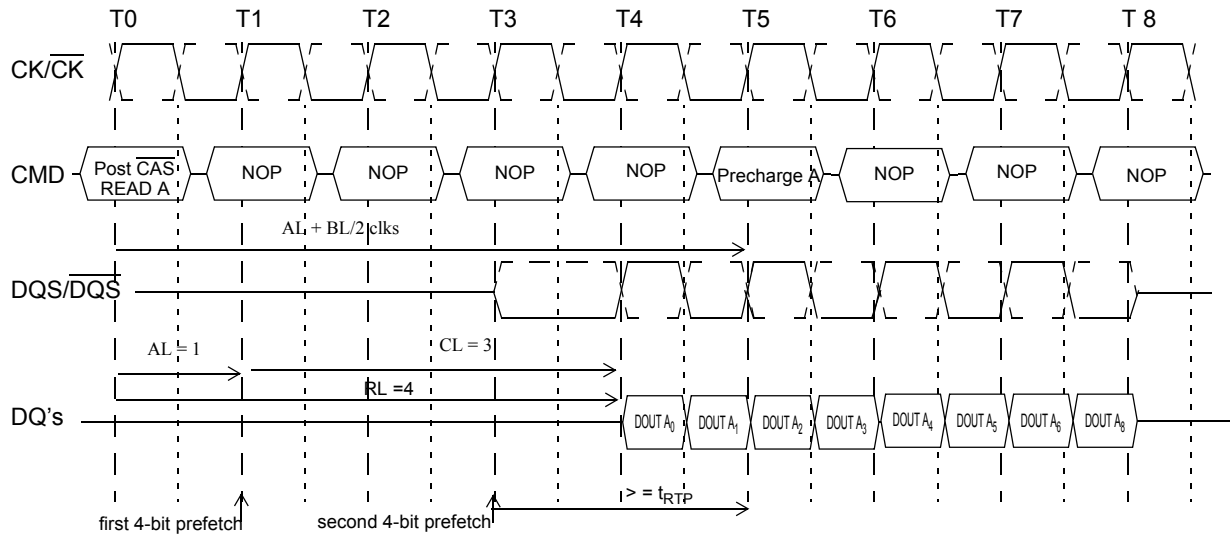 T0 T1 T2 T3 T4 T5 T6 T7 T 8
CK/CK
CMD
Post CAS
READ A
NOP
NOP
NOP
NOP
Precharge A
NOP
NOP
NOP
AL + BL/2 clks
DQS/DQS
AL = 1
CL = 3
RL =4
DQ's
DOUT A0
DOUT A1
DOUT A2
DOUT A3
DOUT A4
DOUT A5
DOUT A6
DOUT A8
> = tRTP
first 4-bit prefetch
second 4-bit prefetch